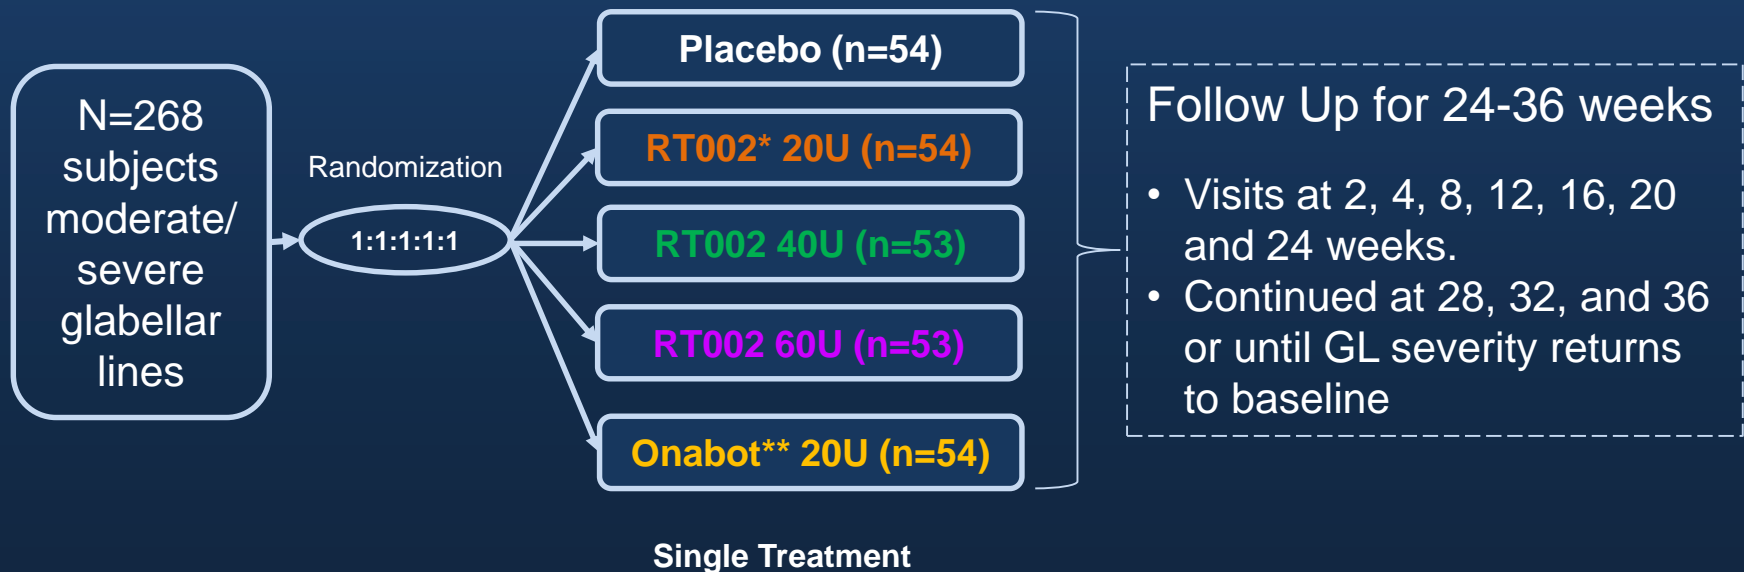 N=268
subjects
moderate/
severe
glabellar
lines
Randomization
1:1:1:1:1
Placebo (n=54)
RT002* 20U (n=54)
RT002 40U (n=53)
RT002 60U (n=53)
Onabot** 20U (n=54)
Single Treatment
Follow Up for 24-36 weeks
• Visits at 2, 4, 8, 12, 16, 20
and 24 weeks.
• Continued at 28, 32, and 36
or until GL severity returns
to baseline